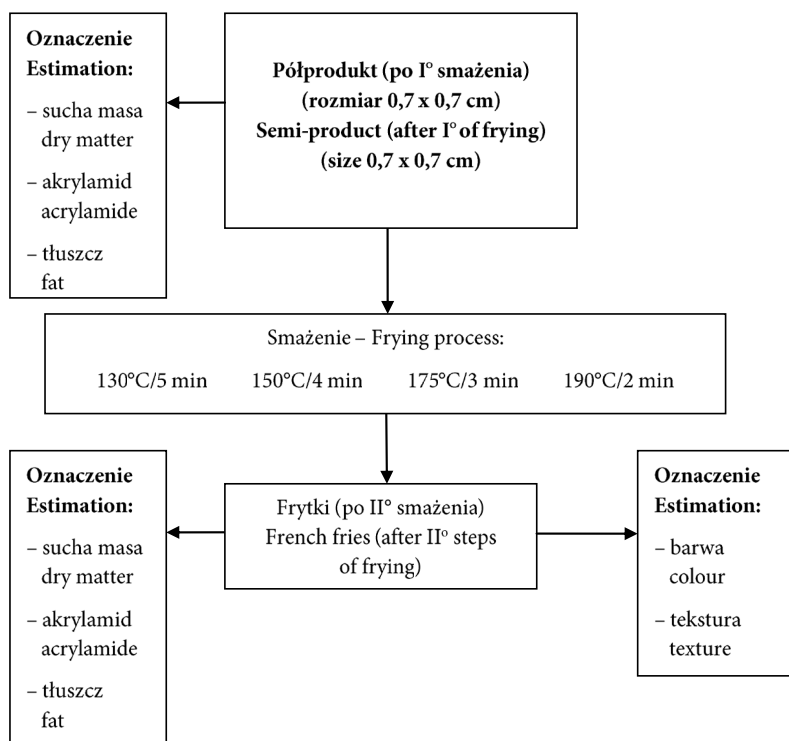 Oznaczenie
Estimation:
– sucha masa
dry matter
– akrylamid
acrylamide
– tłuszcz
fat
Półprodukt (po I° smażenia)
(rozmiar 0,7 x 0,7 cm)
Semi-product (after I° of frying)
(size 0,7 x 0,7 cm)
Smażenie – Frying process:
130°C/5 min 150°C/4 min 175°C/3 min 190°C/2 min
Oznaczenie
Estimation:
– sucha masa
dry matter
– akrylamid
acrylamide
– tłuszcz
fat
Frytki (po II° smażenia)
French fries (after II° steps
of frying)
Oznaczenie
Estimation:
– barwa
colour
– tekstura
texture